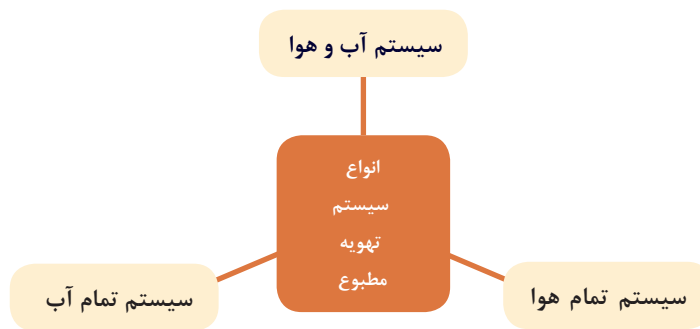 سیستم آب و هوا
انواع
سیستم
تهویه
مطبوع
سیستم تمام هوا
سیستم تمام آب